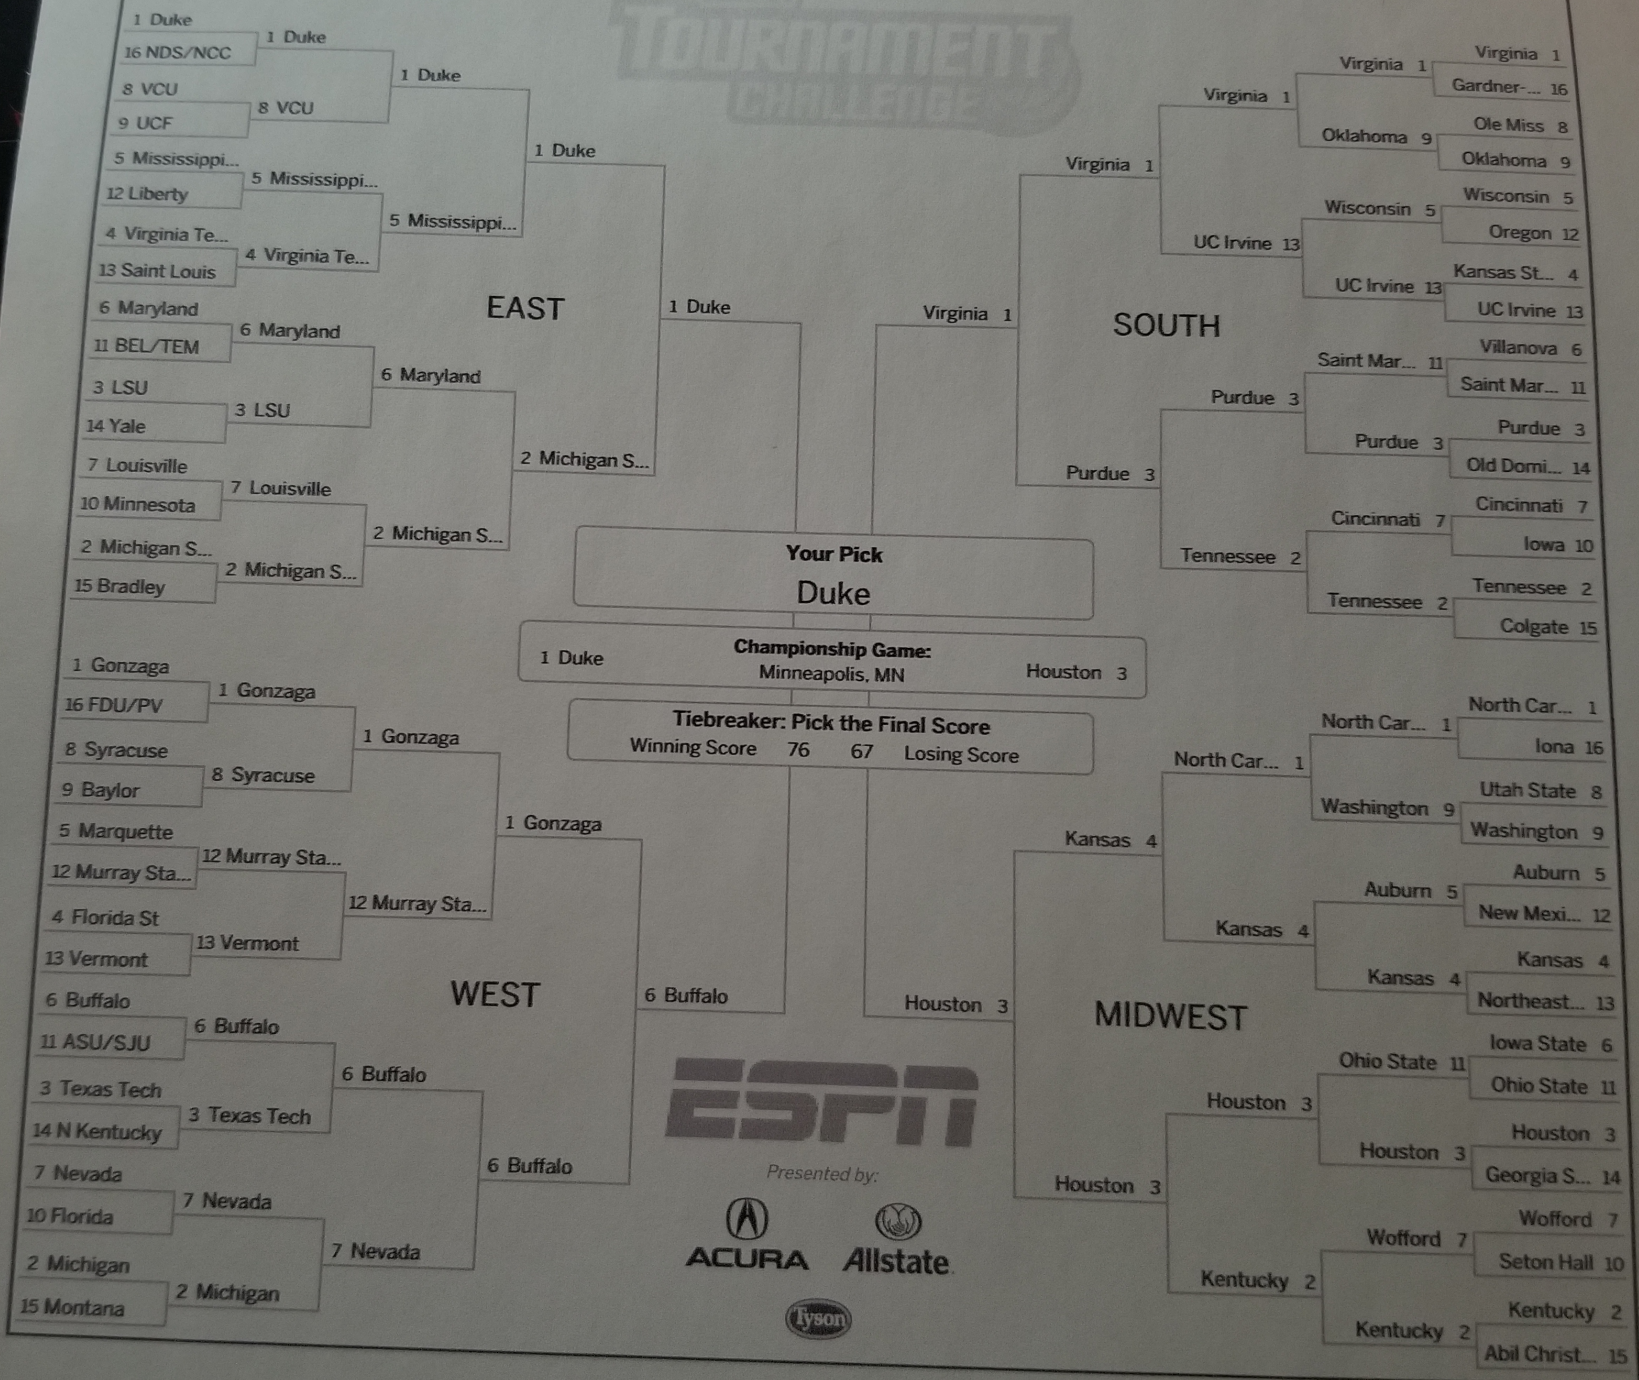 TOURNAMENT
CHALLENGE
1 Duke
16 NDS/NCC
8 VCU
9 UCF
5 Mississippi...
12 Liberty
4 Virginia Te...
13 Saint Louis
6 Maryland
11 BEL/TEM
3 LSU
14 Yale
7 Louisville
10 Minnesota
2 Michigan S...
15 Bradley
1 Duke
8 VCU
5 Mississippi...
4 Virginia Te...
6 Maryland
3 LSU
7 Louisville
2 Michigan S...
1 Duke
5 Mississippi...
6 Maryland
2 Michigan S...
1 Duke
2 Michigan S...
1 Duke
EAST
1 Gonzaga
16 FDU/PV
8 Syracuse
9 Baylor
5 Marquette
12 Murray Sta...
4 Florida St
13 Vermont
6 Buffalo
11 ASU/SJU
3 Texas Tech
14 N Kentucky
7 Nevada
10 Florida
2 Michigan
15 Montana
1 Gonzaga
8 Syracuse
12 Murray Sta...
13 Vermont
6 Buffalo
3 Texas Tech
7 Nevada
2 Michigan
1 Gonzaga
12 Murray Sta...
6 Buffalo
7 Nevada
1 Gonzaga
6 Buffalo
6 Buffalo
WEST
Your Pick
Duke
Championship Game:
1 Duke Minneapolis, MN Houston 3
Tiebreaker: Pick the Final Score
Winning Score 76 67 Losing Score
Virginia 1
Virginia 1
Purdue 3
Virginia 1
UC Irvine 13
Purdue 3
Tennessee 2
Virginia 1
Oklahoma 9
Wisconsin 5
UC Irvine 13
Saint Mar... 11
Purdue 3
Cincinnati 7
Tennessee 2
Virginia 1
Gardner-... 16
Ole Miss 8
Oklahoma 9
Wisconsin 5
Oregon 12
Kansas St... 4
UC Irvine 13
Villanova 6
Saint Mar... 11
Purdue 3
Old Domi... 14
Cincinnati 7
Iowa 10
Tennessee 2
Colgate 15
SOUTH
Houston 3
Kansas 4
Houston 3
North Car... 1
Kansas 4
Houston 3
Kentucky 2
North Car... 1
Washington 9
Auburn 5
Kansas 4
Ohio State 11
Houston 3
Wofford 7
Kentucky 2
North Car... 1
Iona 16
Utah State 8
Washington 9
Auburn 5
New Mexi... 12
Kansas 4
Northeast... 13
Iowa State 6
Ohio State 11
Houston 3
Georgia S... 14
Wofford 7
Seton Hall 10
Kentucky 2
Abil Christ... 15
MIDWEST
ESPN
Presented by:
ACURA Allstate
Tyson